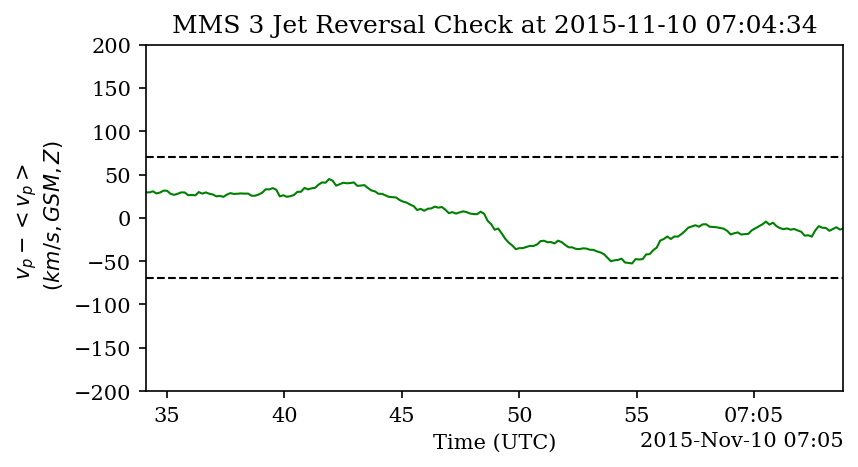 MMS 3 Jet Reversal Check at 2015-11-10 07:04:34
200
150
100
50
0
−50
−100
−150
−200
v_p − < v_p >
(km/s, GSM, Z)
35 40 45 50 55 07:05
Time (UTC)
2015-Nov-10 07:05